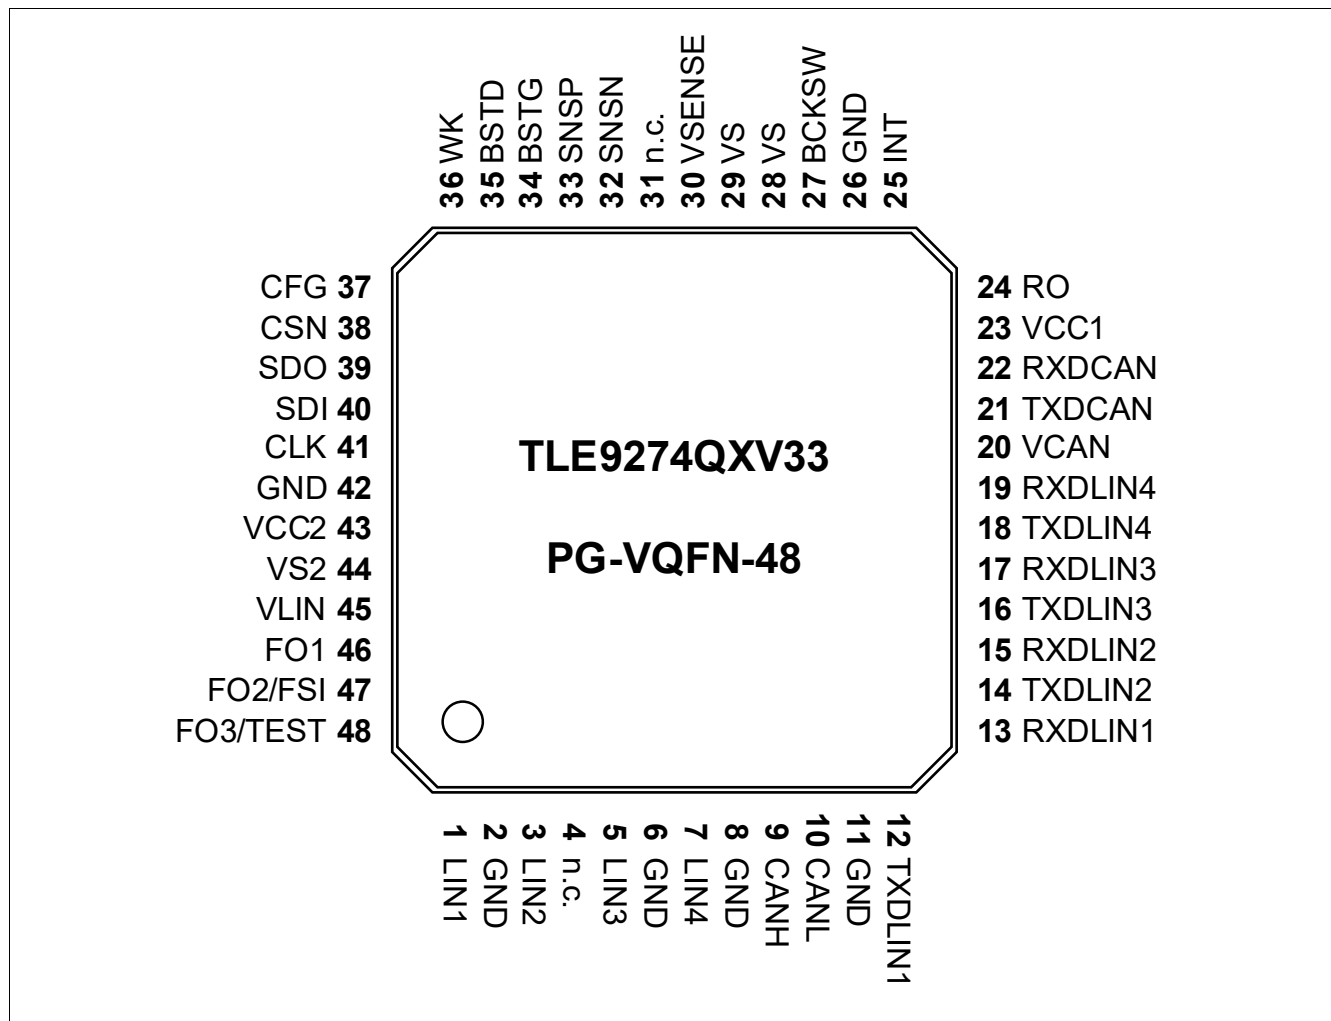 36 WK
35 BSTD
34 BSTG
33 SNSP
32 SNSN
31 n.c.
30 VSENSE
29 VS
28 VS
27 BCKSW
26 GND
25 INT
CFG 37
CSN 38
SDO 39
SDI 40
CLK 41
GND 42
VCC2 43
VS2 44
VLIN 45
FO1 46
FO2/FSI 47
FO3/TEST 48
TLE9274QXV33
PG-VQFN-48
24 RO
23 VCC1
22 RXDCAN
21 TXDCAN
20 VCAN
19 RXDLIN4
18 TXDLIN4
17 RXDLIN3
16 TXDLIN3
15 RXDLIN2
14 TXDLIN2
13 RXDLIN1
1 LIN1
2 GND
3 LIN2
4 n.c.
5 LIN3
6 GND
7 LIN4
8 GND
9 CANH
10 CANL
11 GND
12 TXDLIN1